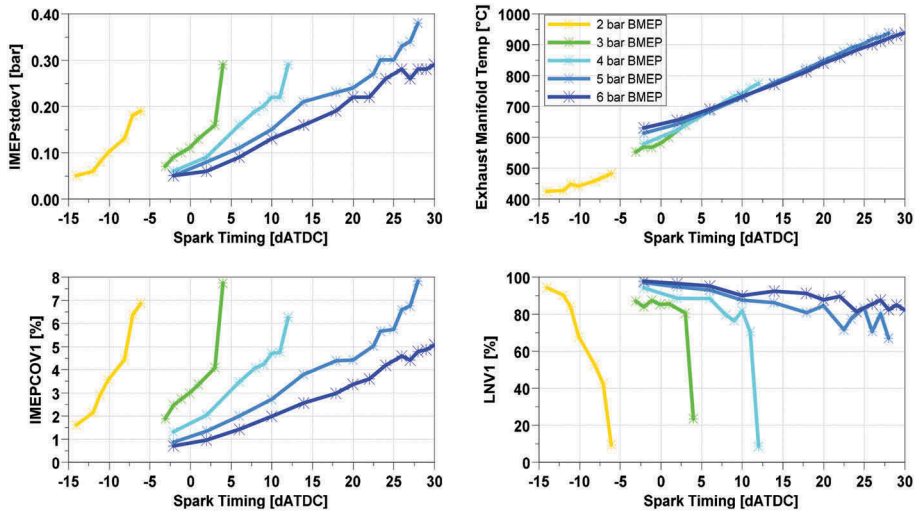 0.40
0.30
0.20
0.10
0.00
IMEPstdev1 [bar]
-15 -10 -5 0 5 10 15 20 25 30
Spark Timing [dATDC]
1000
900
800
700
600
500
400
Exhaust Manifold Temp [°C]
2 bar BMEP
3 bar BMEP
4 bar BMEP
5 bar BMEP
6 bar BMEP
-15 -10 -5 0 5 10 15 20 25 30
Spark Timing [dATDC]
8
7
6
5
4
3
2
1
0
IMEPCOV1 [%]
-15 -10 -5 0 5 10 15 20 25 30
Spark Timing [dATDC]
100
80
60
40
20
0
LNV1 [%]
-15 -10 -5 0 5 10 15 20 25 30
Spark Timing [dATDC]